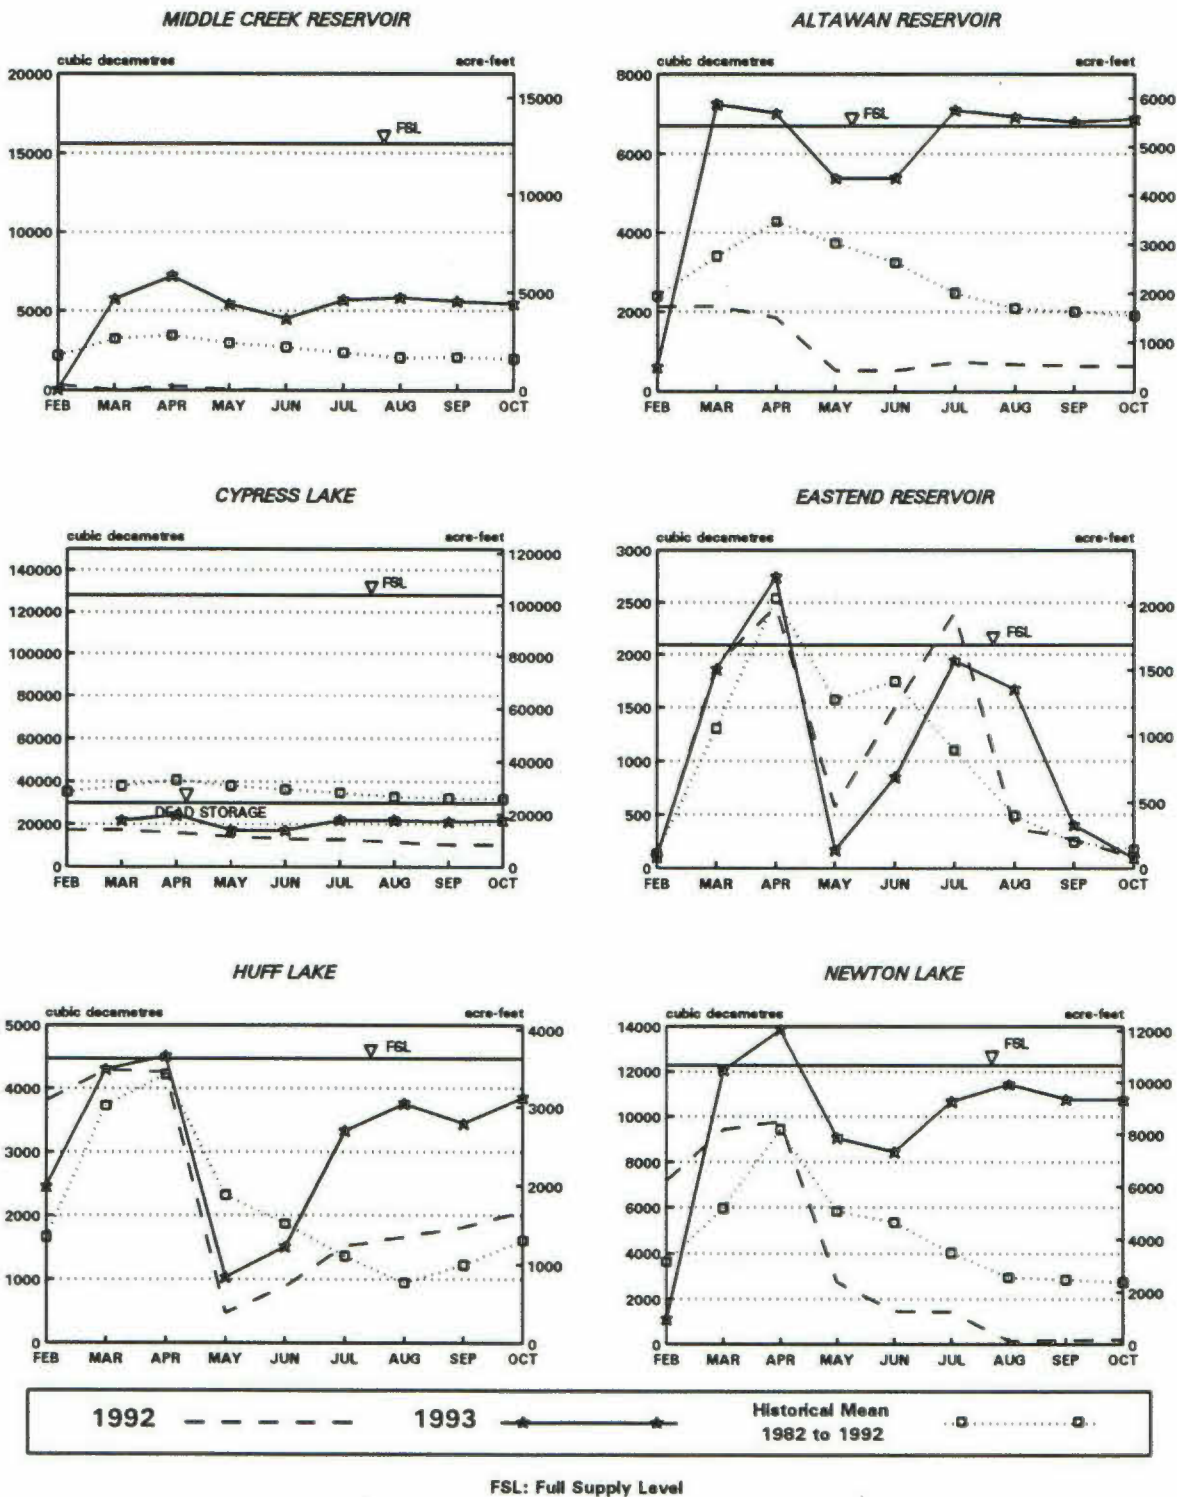 MIDDLE CREEK RESERVOIR
cubic decametres acre-feet
20000
15000
10000
5000
0
15000
10000
5000
0
FSL
FEB MAR APR MAY JUN JUL AUG SEP OCT
ALTAWAN RESERVOIR
cubic decametres acre-feet
8000
6000
4000
2000
0
6000
5000
4000
3000
2000
1000
0
FSL
FEB MAR APR MAY JUN JUL AUG SEP OCT
CYPRESS LAKE
cubic decametres acre-feet
140000
120000
100000
80000
60000
40000
20000
0
120000
100000
80000
60000
40000
20000
0
FSL
DEAD STORAGE
FEB MAR APR MAY JUN JUL AUG SEP OCT
EASTEND RESERVOIR
cubic decametres acre-feet
3000
2500
2000
1500
1000
500
0
2000
1500
1000
500
0
FSL
FEB MAR APR MAY JUN JUL AUG SEP OCT
HUFF LAKE
cubic decametres acre-feet
5000
4000
3000
2000
1000
0
4000
3000
2000
1000
0
FSL
FEB MAR APR MAY JUN JUL AUG SEP OCT
NEWTON LAKE
cubic decametres acre-feet
14000
12000
10000
8000
6000
4000
2000
0
12000
10000
8000
6000
4000
2000
0
FSL
FEB MAR APR MAY JUN JUL AUG SEP OCT
1992 1993 Historical Mean
1982 to 1992
FSL: Full Supply Level